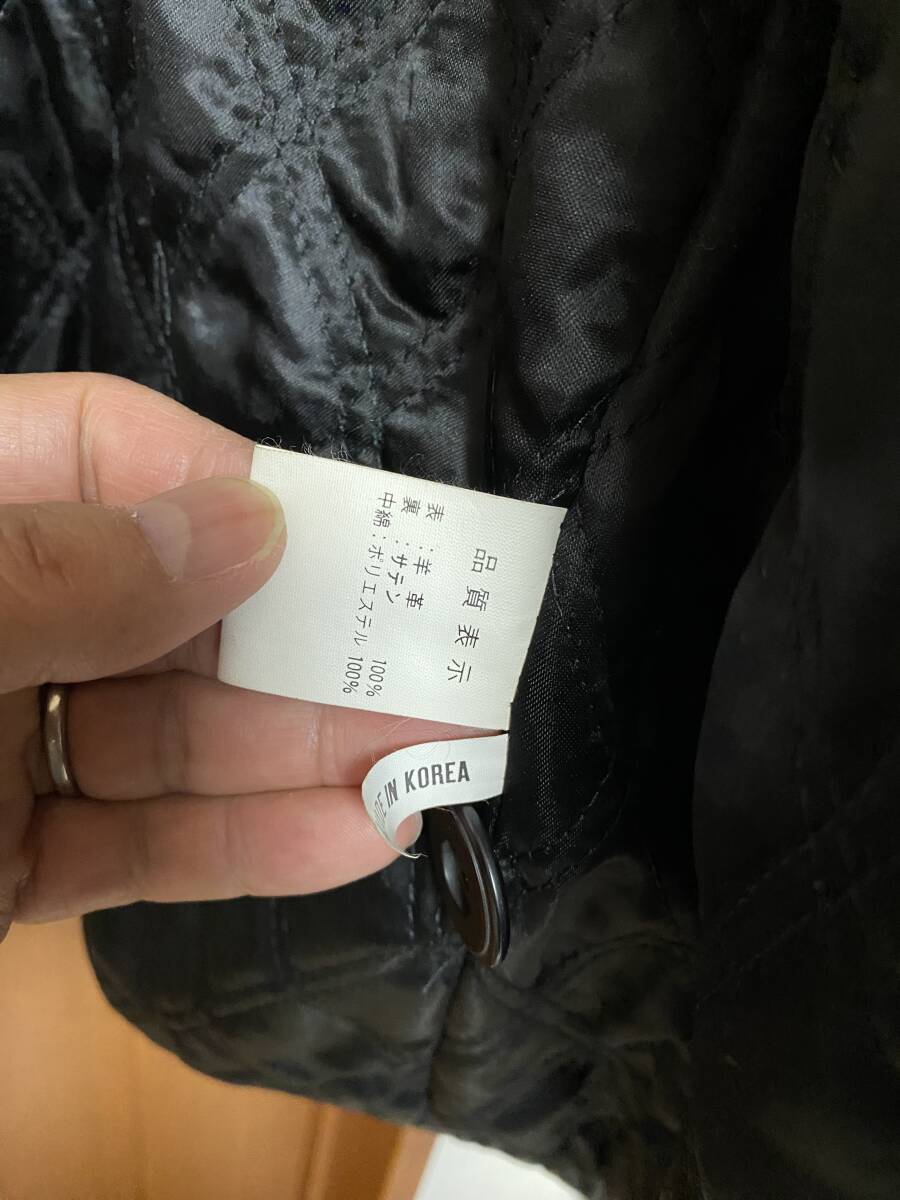 品質表示
表 : 羊革
裏 : サテン 100%
中綿 : ポリエステル 100%
DE IN KOREA